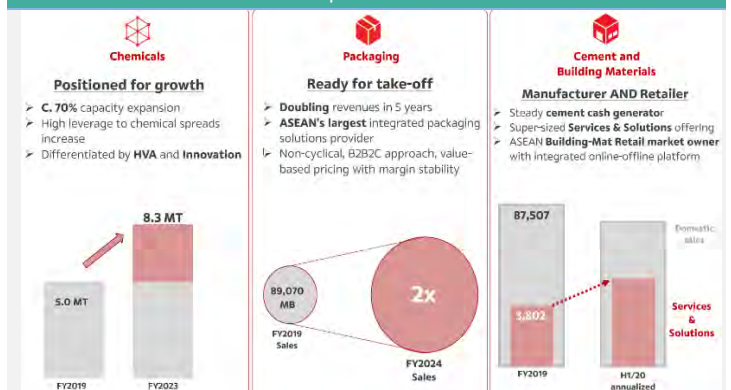 Chemicals
Positioned for growth
➢ C. 70% capacity expansion
➢ High leverage to chemical spreads
increase
➢ Differentiated by HVA and Innovation
8.3 MT
5.0 MT
FY2019
FY2023
Packaging
Ready for take-off
➢ Doubling revenues in 5 years
➢ ASEAN's largest integrated packaging
solutions provider
➢ Non-cyclical, B2B2C approach, value-
based pricing with margin stability
89,070
MB
2x
FY2019
Sales
FY2024
Sales
Cement and
Building Materials
Manufacturer AND Retailer
➢ Steady cement cash generator
➢ Super-sized Services & Solutions offering
➢ ASEAN Building-Mat Retail market owner
with integrated online-offline platform
87,507
Domestic
sales
3,802
Services
&
Solutions
FY2019
H1/20
annualized